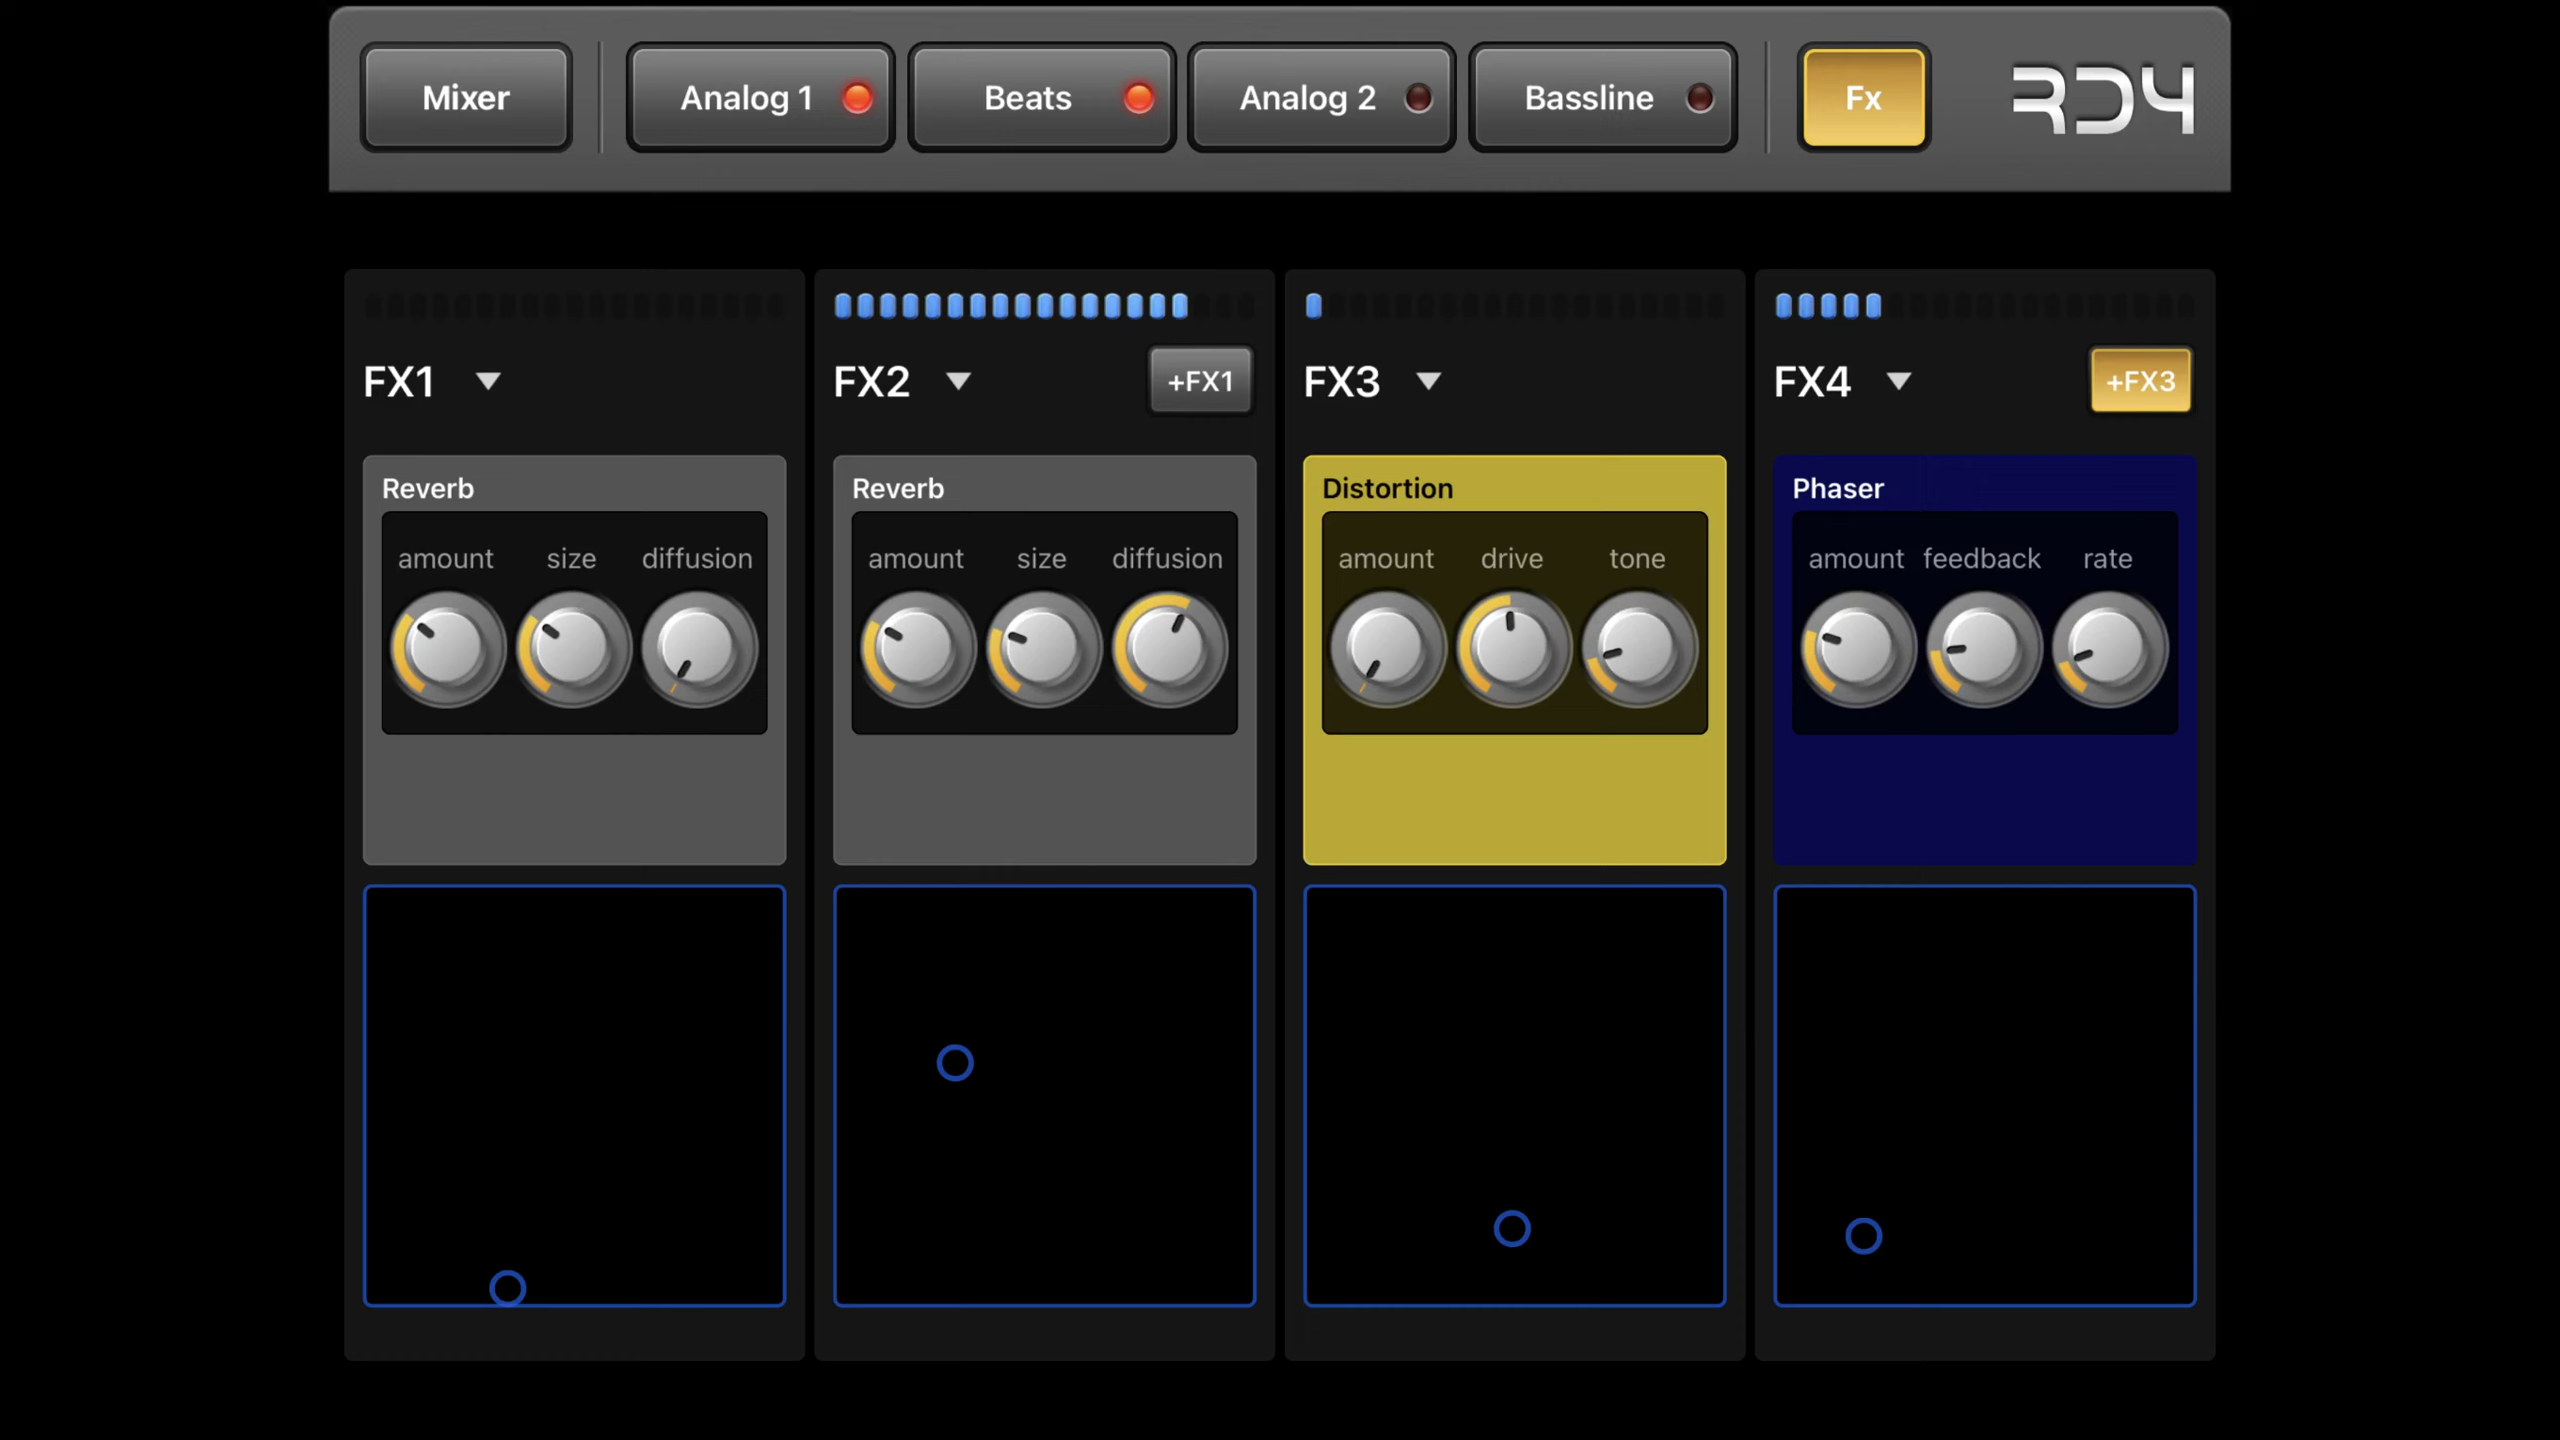 Mixer Analog 1 Beats Analog 2 Bassline Fx RD4
FX1 FX2 +FX1 FX3 FX4 +FX3
Reverb Reverb Distortion Phaser
amount size diffusion amount size diffusion amount drive tone amount feedback rate